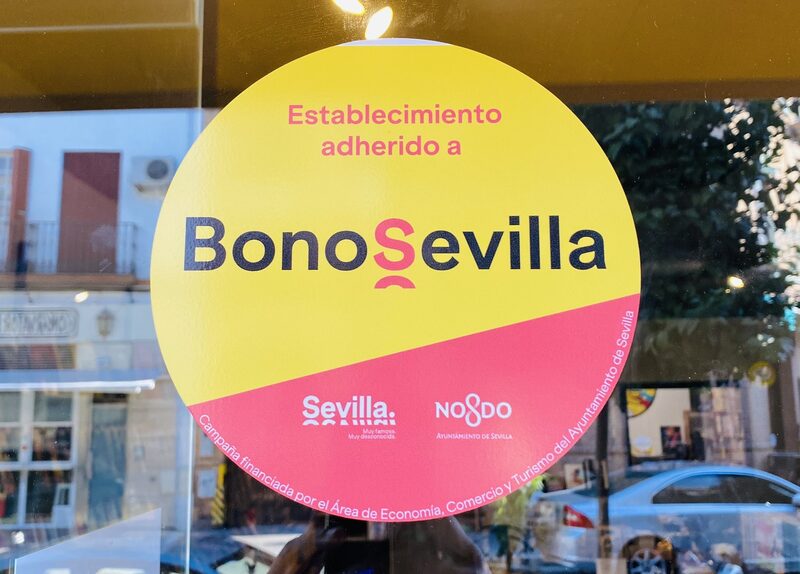 Establecimiento
adherido a
BonoSevilla
Sevilla.
Muy famosa.
Muy desconocida.
NO8DO
AYUNTAMIENTO DE SEVILLA
Campaña financiada por el Área de Economía, Comercio y Turismo del Ayuntamiento de Sevilla